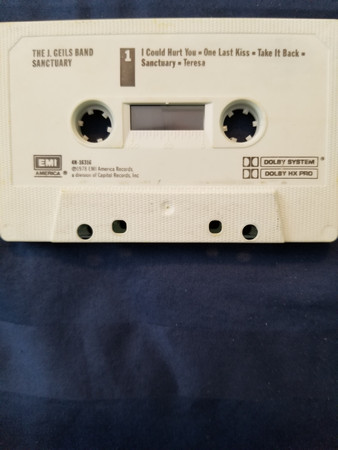 THE J. GEILS BAND
SANCTUARY
1
I Could Hurt You ▪ One Last Kiss ▪ Take It Back ▪
Sanctuary ▪ Teresa
EMI
AMERICA
℗1978 EMI America Records,
a division of Capitol Records, Inc
DOLBY SYSTEM
DOLBY HX PRO